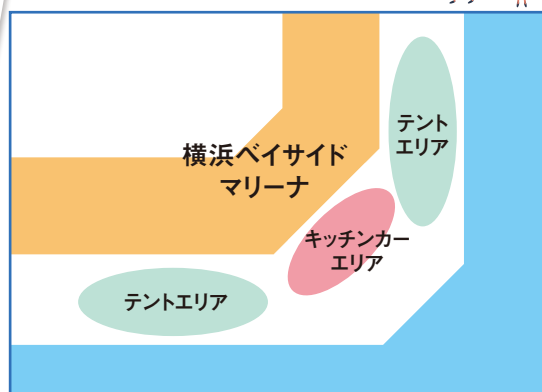 横浜ベイサイド
マリーナ
テント
エリア
キッチンカー
エリア
テントエリア